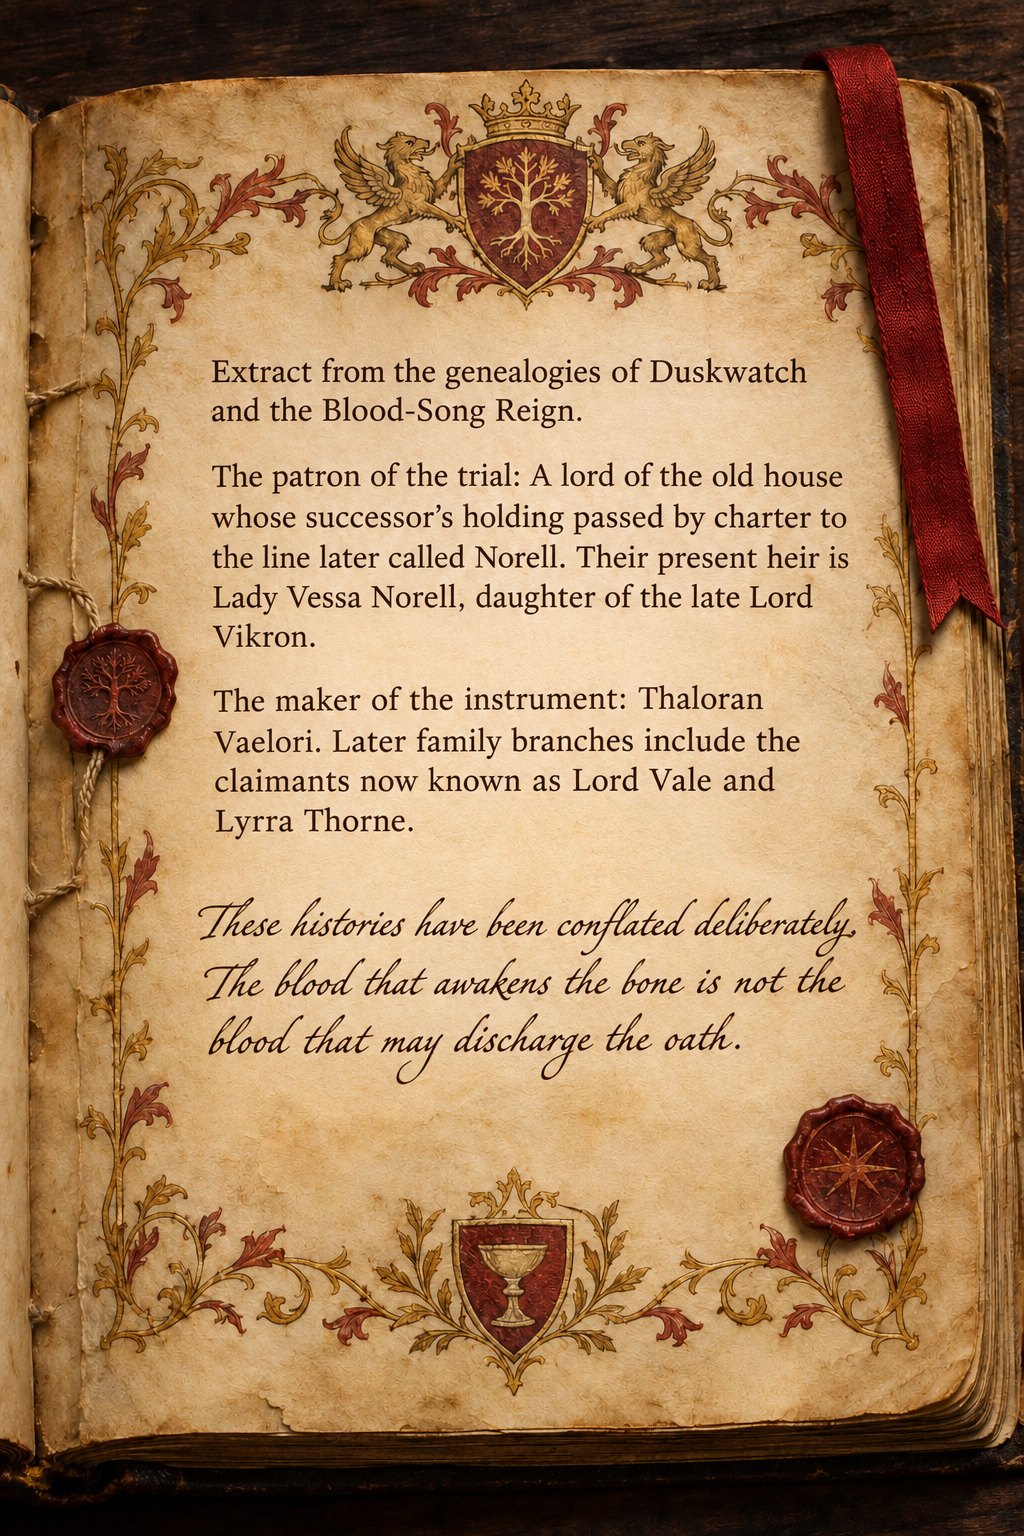 Extract from the genealogies of Duskwatch
and the Blood-Song Reign.
The patron of the trial: A lord of the old house
whose successor’s holding passed by charter to
the line later called Norell. Their present heir is
Lady Vessa Norell, daughter of the late Lord
Vikron.
The maker of the instrument: Thaloran
Vaelori. Later family branches include the
claimants now known as Lord Vale and
Lyrra Thorne.
These histories have been conflated deliberately.
The blood that awakens the bone is not the
blood that may discharge the oath.